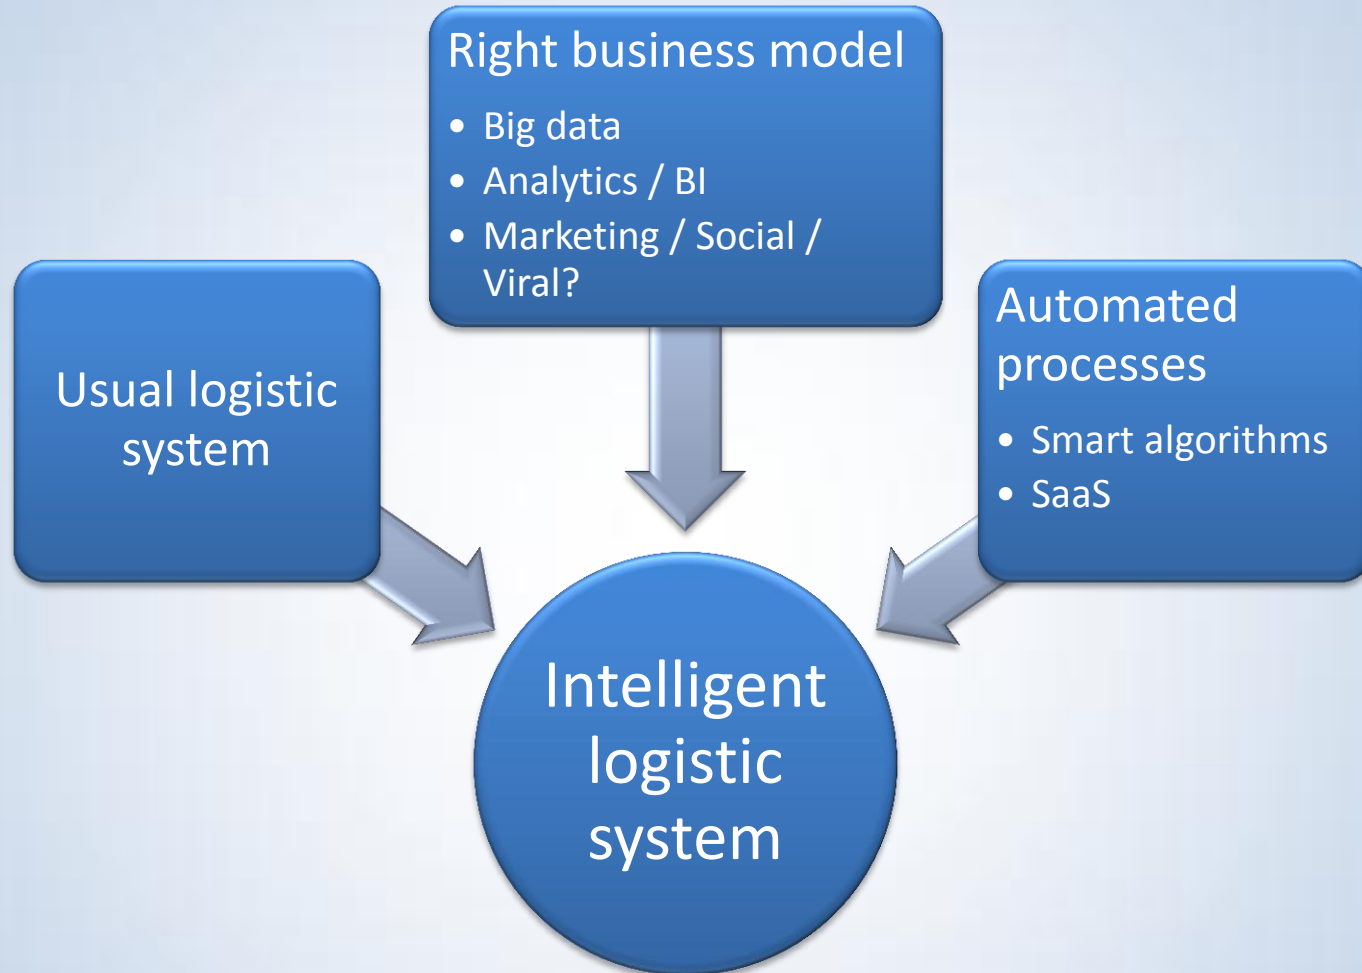 Right business model
• Big data
• Analytics / BI
• Marketing / Social /
Viral?
Usual logistic
system
Automated
processes
• Smart algorithms
• SaaS
Intelligent
logistic
system